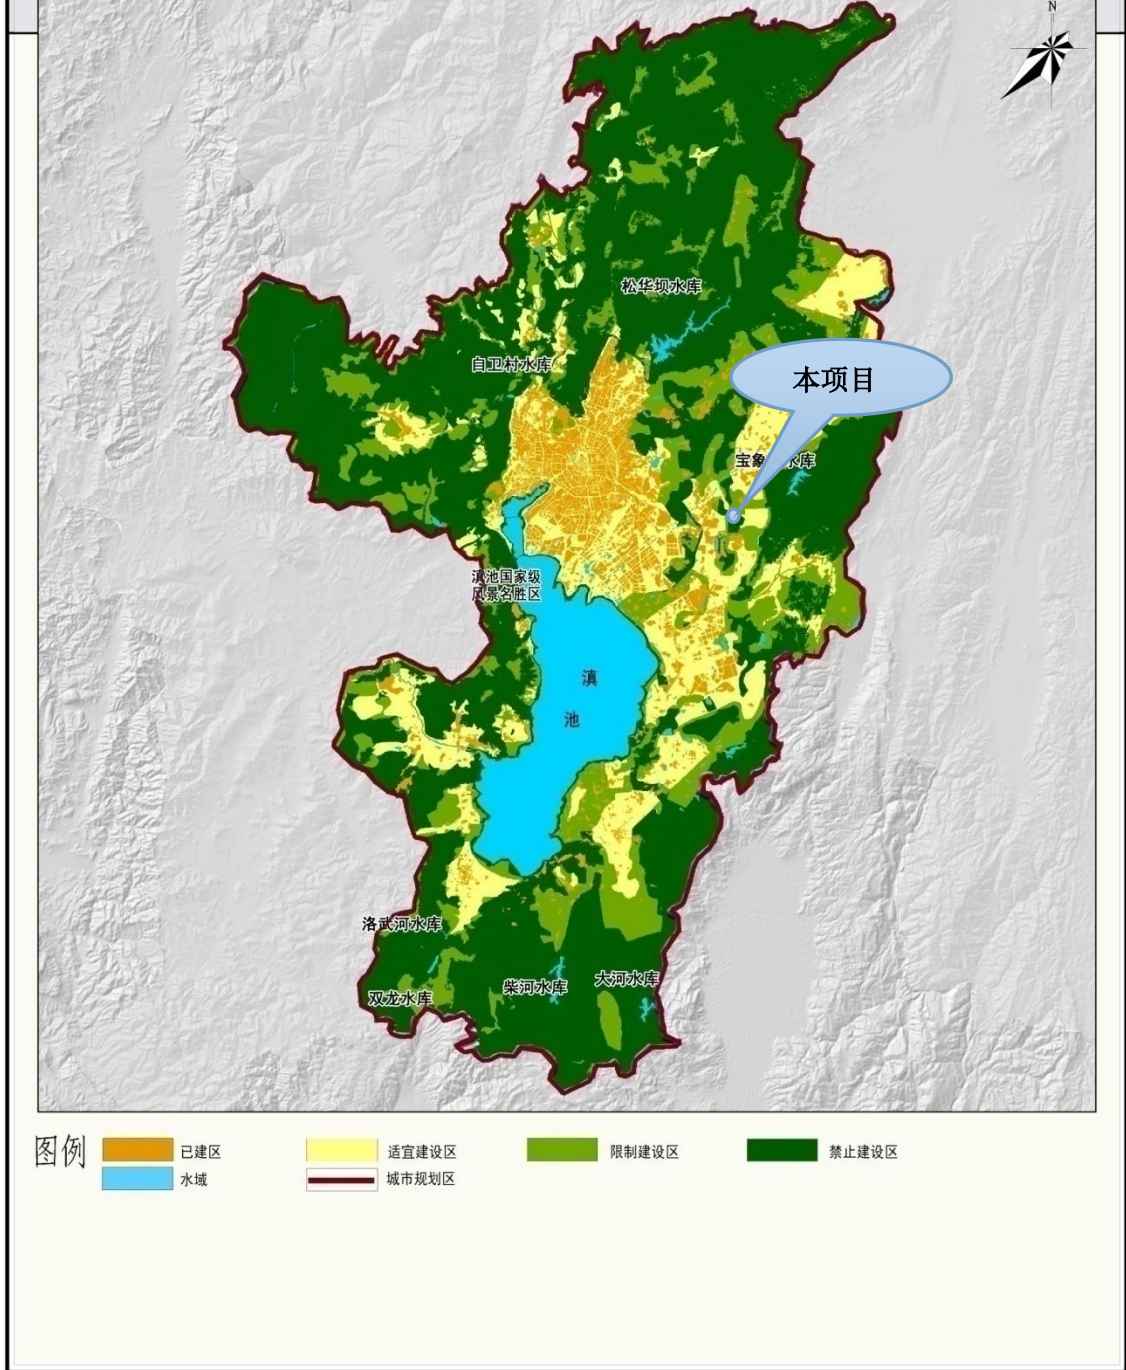 N
松华坝水库
自卫村水库
本项目
宝象
水库
滇池国家级
风景名胜区
滇
池
洛武河水库
双龙水库
柴河水库
大河水库
图例
已建区
适宜建设区
限制建设区
禁止建设区
水域
城市规划区